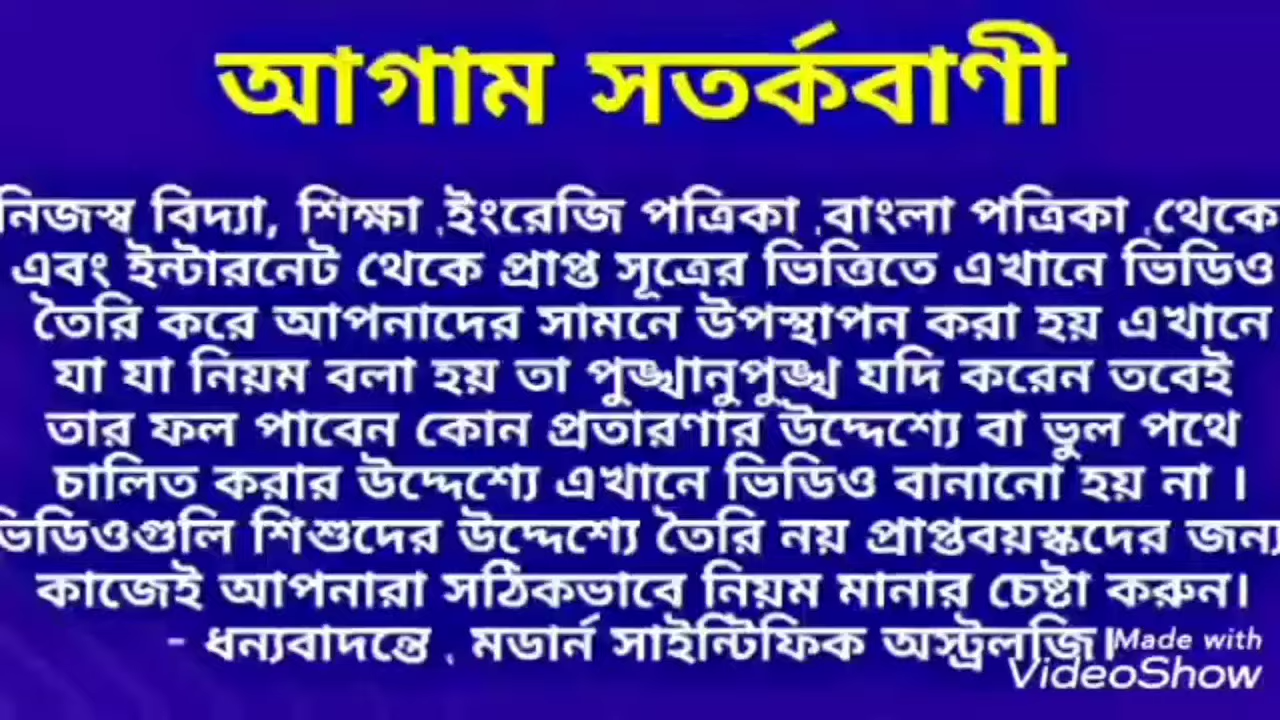 আগাম সতর্কবাণী
নিজস্ব বিদ্যা, শিক্ষা ,ইংরেজি পত্রিকা ,বাংলা পত্রিকা ,থেকে
এবং ইন্টারনেট থেকে প্রাপ্ত সূত্রের ভিত্তিতে এখানে ভিডিও
তৈরি করে আপনাদের সামনে উপস্থাপন করা হয় এখানে
যা যা নিয়ম বলা হয় তা পুঙ্খানুপুঙ্খ যদি করেন তবেই
তার ফল পাবেন কোন প্রতারণার উদ্দেশ্যে বা ভুল পথে
চালিত করার উদ্দেশ্যে এখানে ভিডিও বানানো হয় না ।
ভিডিওগুলি শিশুদের উদ্দেশ্যে তৈরি নয় প্রাপ্তবয়স্কদের জন্য
কাজেই আপনারা সঠিকভাবে নিয়ম মানার চেষ্টা করুন।
- ধন্যবাদন্তে , মডার্ন সাইন্টিফিক অস্ট্রলজি।
Made with
VideoShow